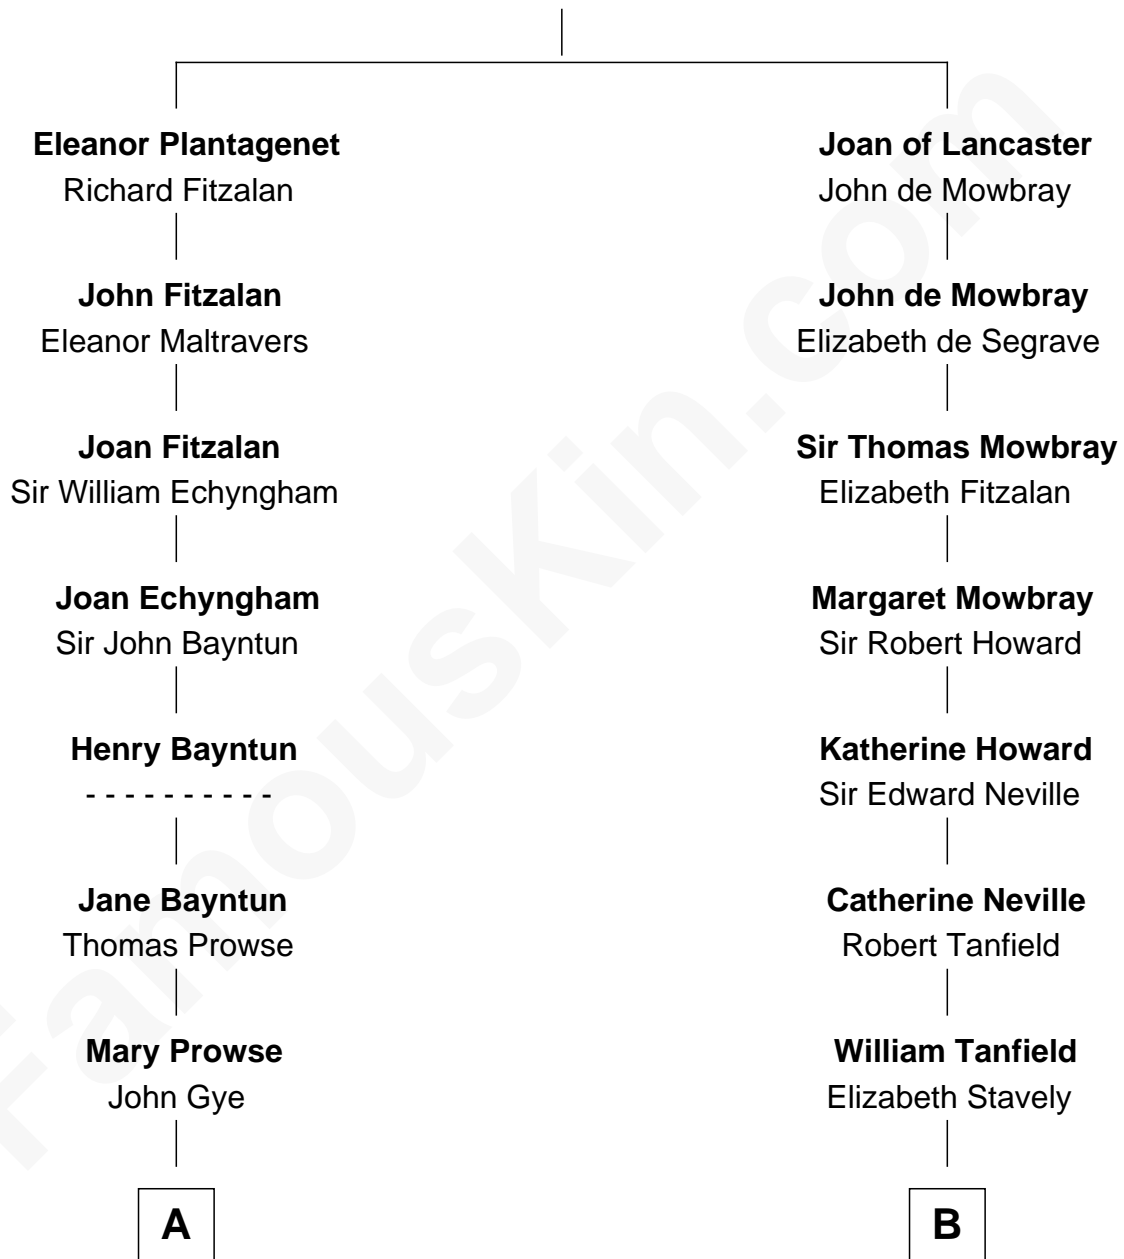 Eleanor Plantagenet
Richard Fitzalan
John Fitzalan
Eleanor Maltravers
Joan Fitzalan
Sir William Echyngham
Joan Echyngham
Sir John Bayntun
Henry Bayntun
- - - - - - - - - -
Jane Bayntun
Thomas Prowse
Mary Prowse
John Gye
A
Joan of Lancaster
John de Mowbray
John de Mowbray
Elizabeth de Segrave
Sir Thomas Mowbray
Elizabeth Fitzalan
Margaret Mowbray
Sir Robert Howard
Katherine Howard
Sir Edward Neville
Catherine Neville
Robert Tanfield
William Tanfield
Elizabeth Stavely
B
FamousKin.com